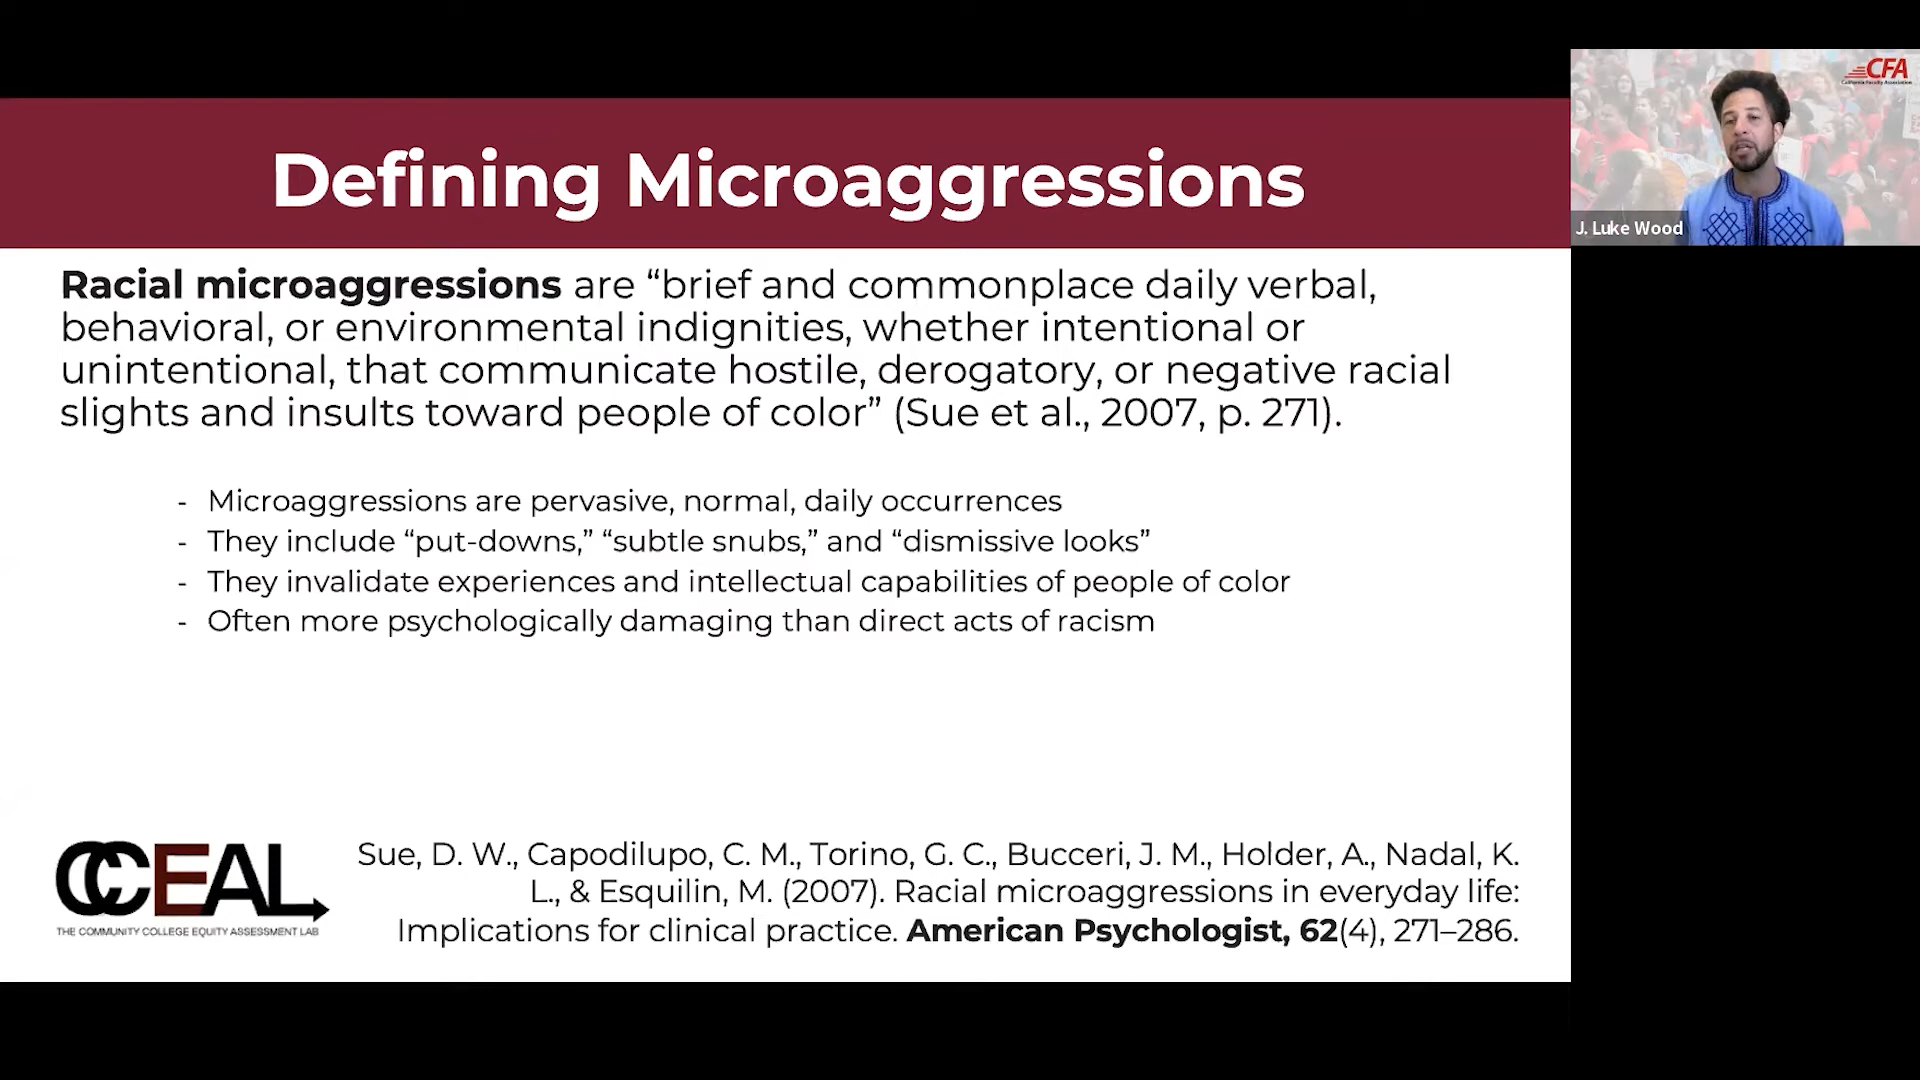 Defining Microaggressions
Racial microaggressions are “brief and commonplace daily verbal,
behavioral, or environmental indignities, whether intentional or
unintentional, that communicate hostile, derogatory, or negative racial
slights and insults toward people of color” (Sue et al., 2007, p. 271).
- Microaggressions are pervasive, normal, daily occurrences
- They include “put-downs,” “subtle snubs,” and “dismissive looks”
- They invalidate experiences and intellectual capabilities of people of color
- Often more psychologically damaging than direct acts of racism
CCEAL
THE COMMUNITY COLLEGE EQUITY ASSESSMENT LAB
Sue, D. W., Capodilupo, C. M., Torino, G. C., Bucceri, J. M., Holder, A., Nadal, K.
L., & Esquilin, M. (2007). Racial microaggressions in everyday life:
Implications for clinical practice. American Psychologist, 62(4), 271–286.
CFA
California Faculty Association
J. Luke Wood